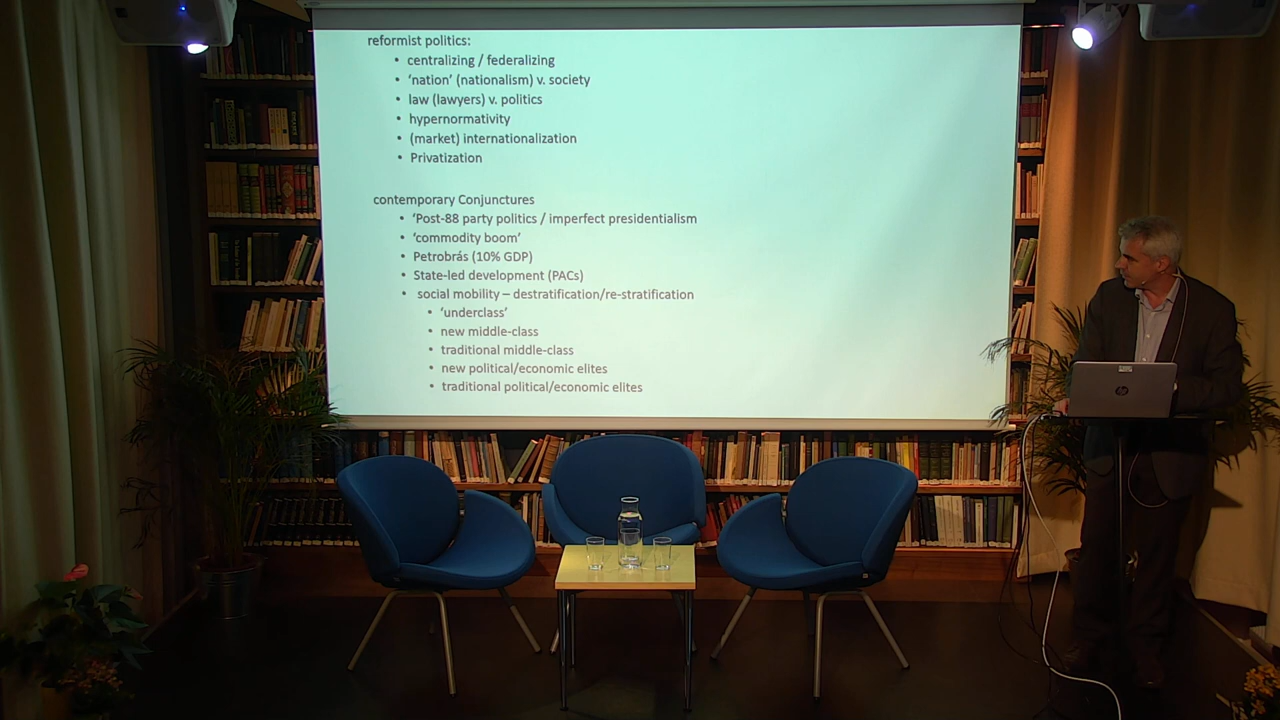 reformist politics:
• centralizing / federalizing
• ‘nation’ (nationalism) v. society
• law (lawyers) v. politics
• hypernormativity
• (market) internationalization
• Privatization
contemporary Conjunctures
• ‘Post-88 party politics / imperfect presidentialism
• ‘commodity boom’
• Petrobrás (10% GDP)
• State-led development (PACs)
• social mobility – destratification/re-stratification
• ‘underclass’
• new middle-class
• traditional middle-class
• new political/economic elites
• traditional political/economic elites
hp